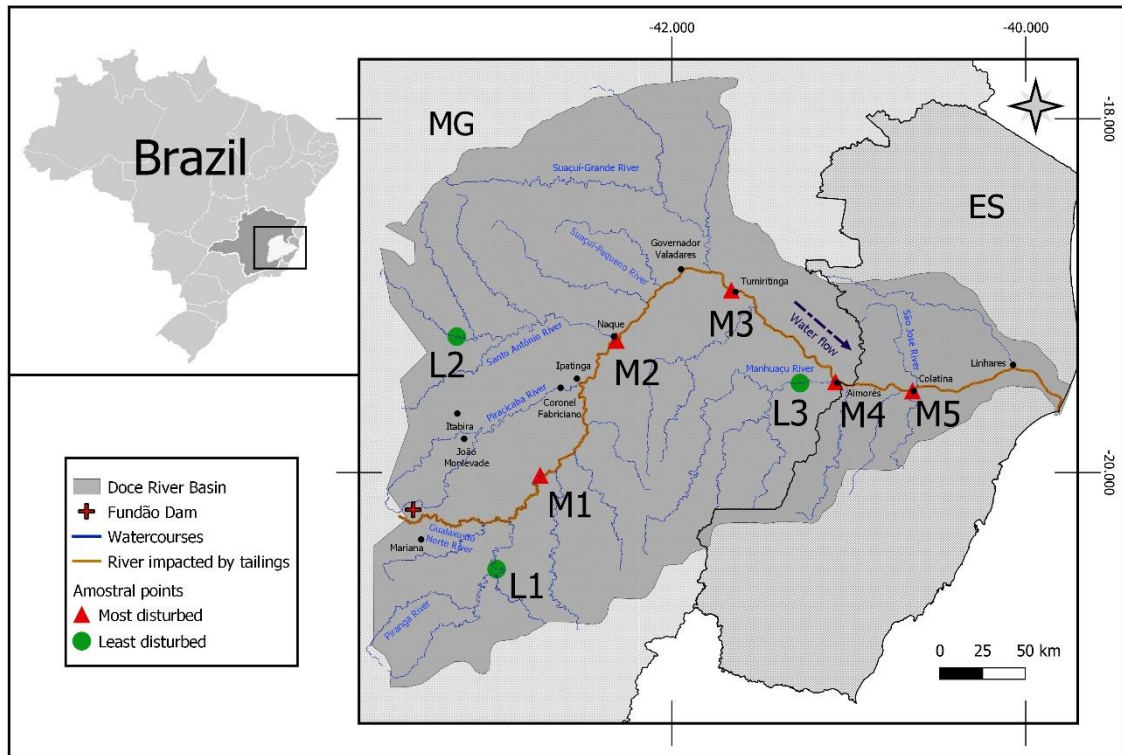 -42.000
-40.000
Brazil
MG
-18.000
Suaçuí-Grande River
ES
Suaçuí-Pequeno River
Governador
Valadares
Tumiritinga
M3
Water flow
São José River
Naque
L2
Santo Antônio River
M2
Linhares
Ipatinga
Manhuaçu River
Piracicaba River
Coronel
Fabriciano
L3
Aimorés
M4
Colatina
M5
Itabira
João
Monlevade
-20.000
M1
Gualaxo do
Norte River
Mariana
L1
Piranga River
Doce River Basin
Fundão Dam
Watercourses
River impacted by tailings
Amostral points
Most disturbed
Least disturbed
0 25 50 km